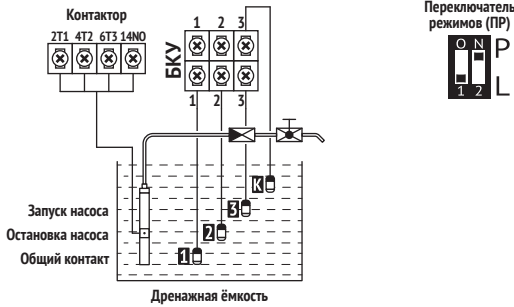 Контактор
2T1 4T2 6T3 14NO
1 2 3
БКУ
1 2 3
Переключатель
режимов (ПР)
O N
P
1 2
L
К
3
Запуск насоса
2
Остановка насоса
1
Общий контакт
Дренажная ёмкость